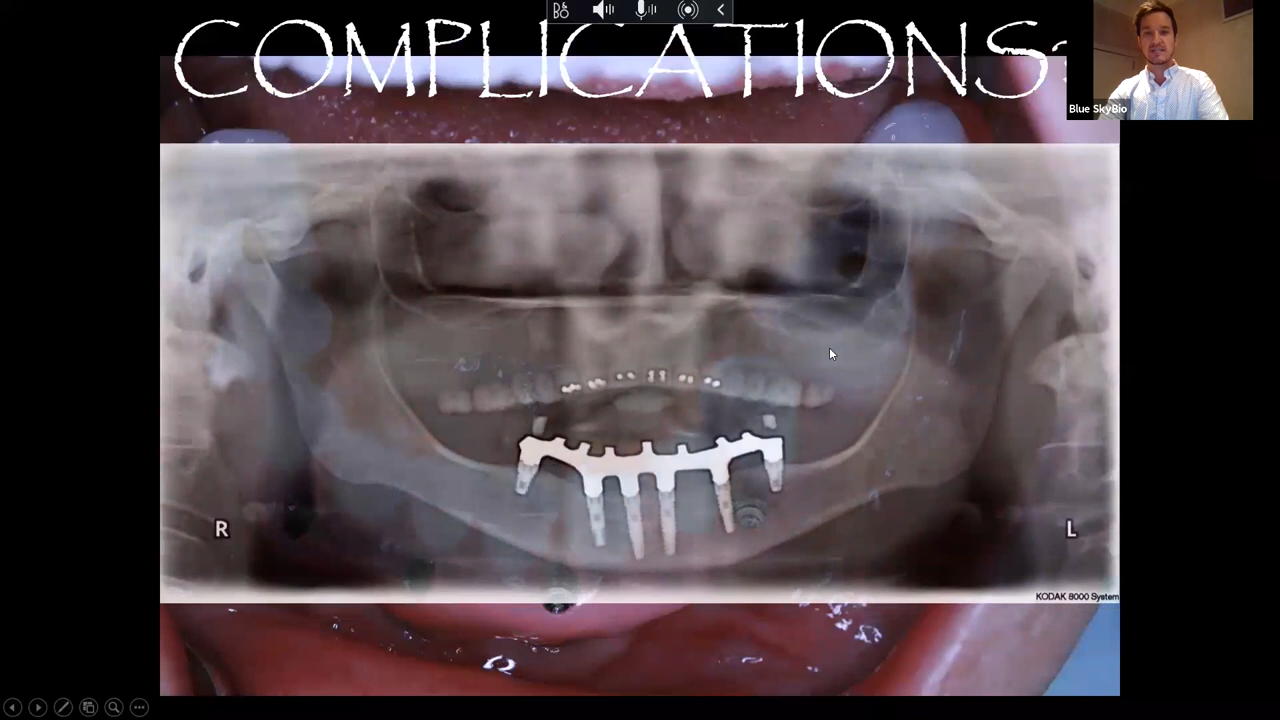 COMPLICATIONS
Blue SkyBio
R
L
KODAK 8000 System